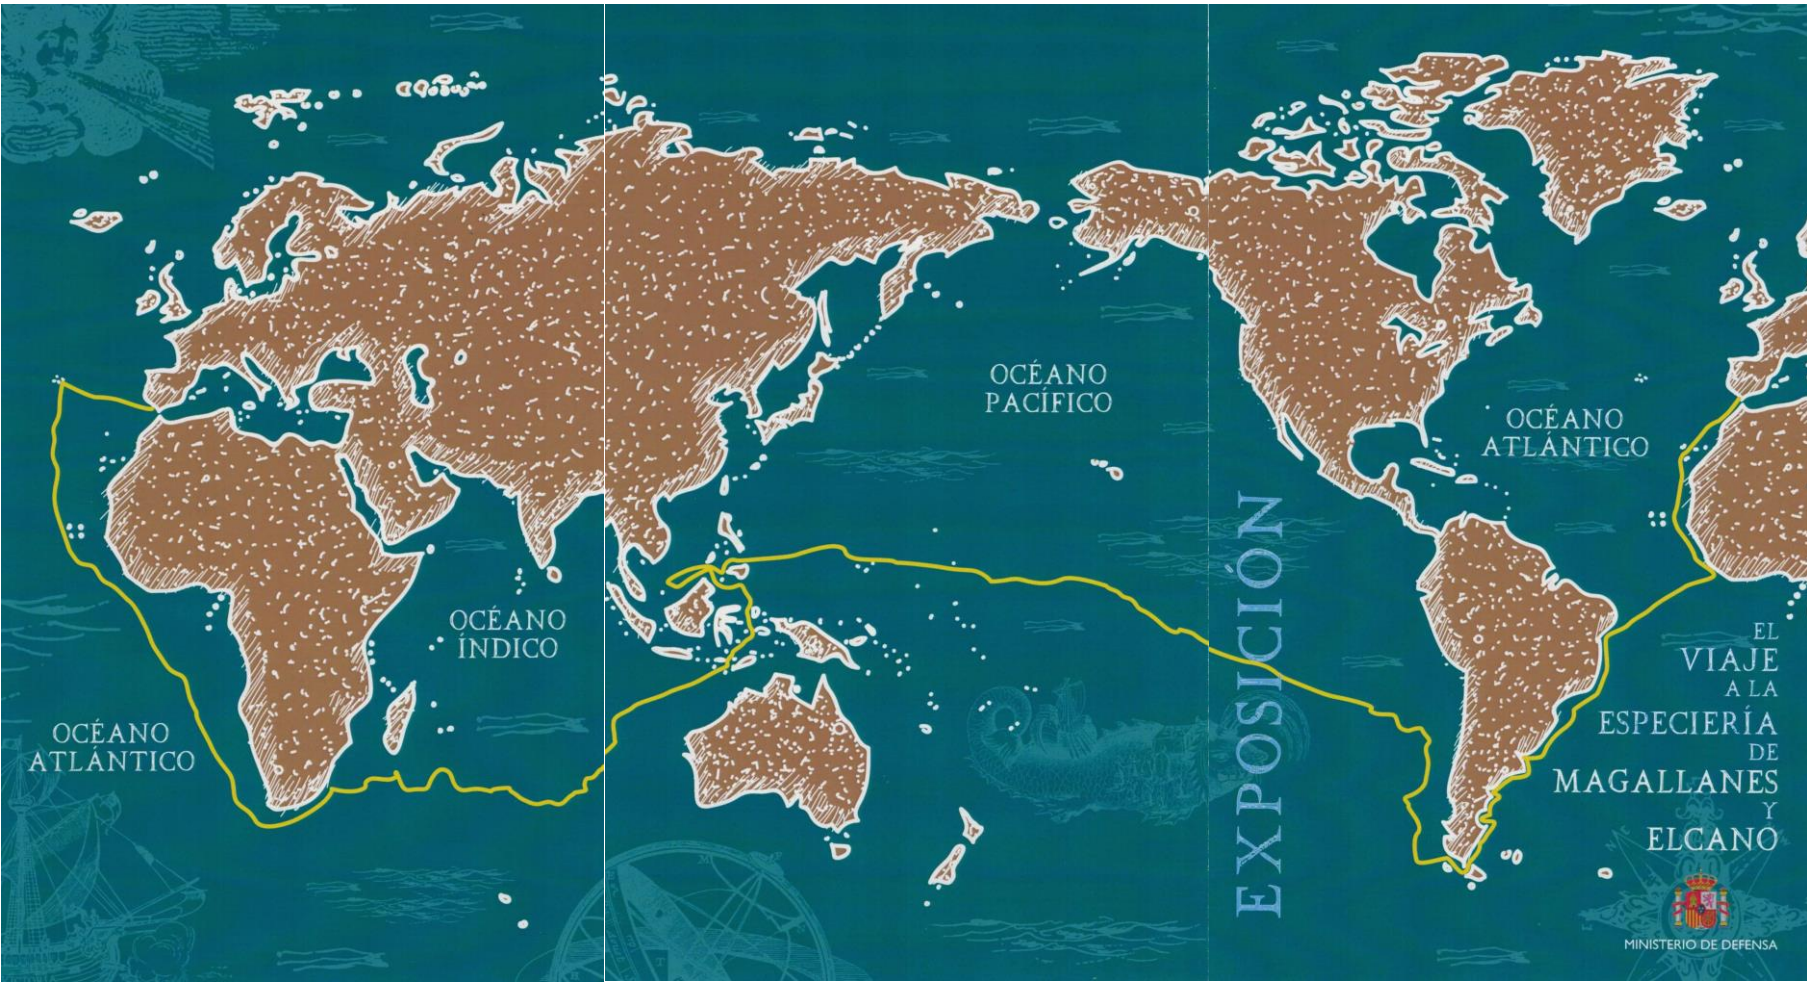 OCÉANO
ATLÁNTICO
OCÉANO
ÍNDICO
OCÉANO
PACÍFICO
OCÉANO
ATLÁNTICO
EXPOSICIÓN
EL
VIAJE
A LA
ESPECIERÍA
DE
MAGALLANES
Y
ELCANO
MINISTERIO DE DEFENSA